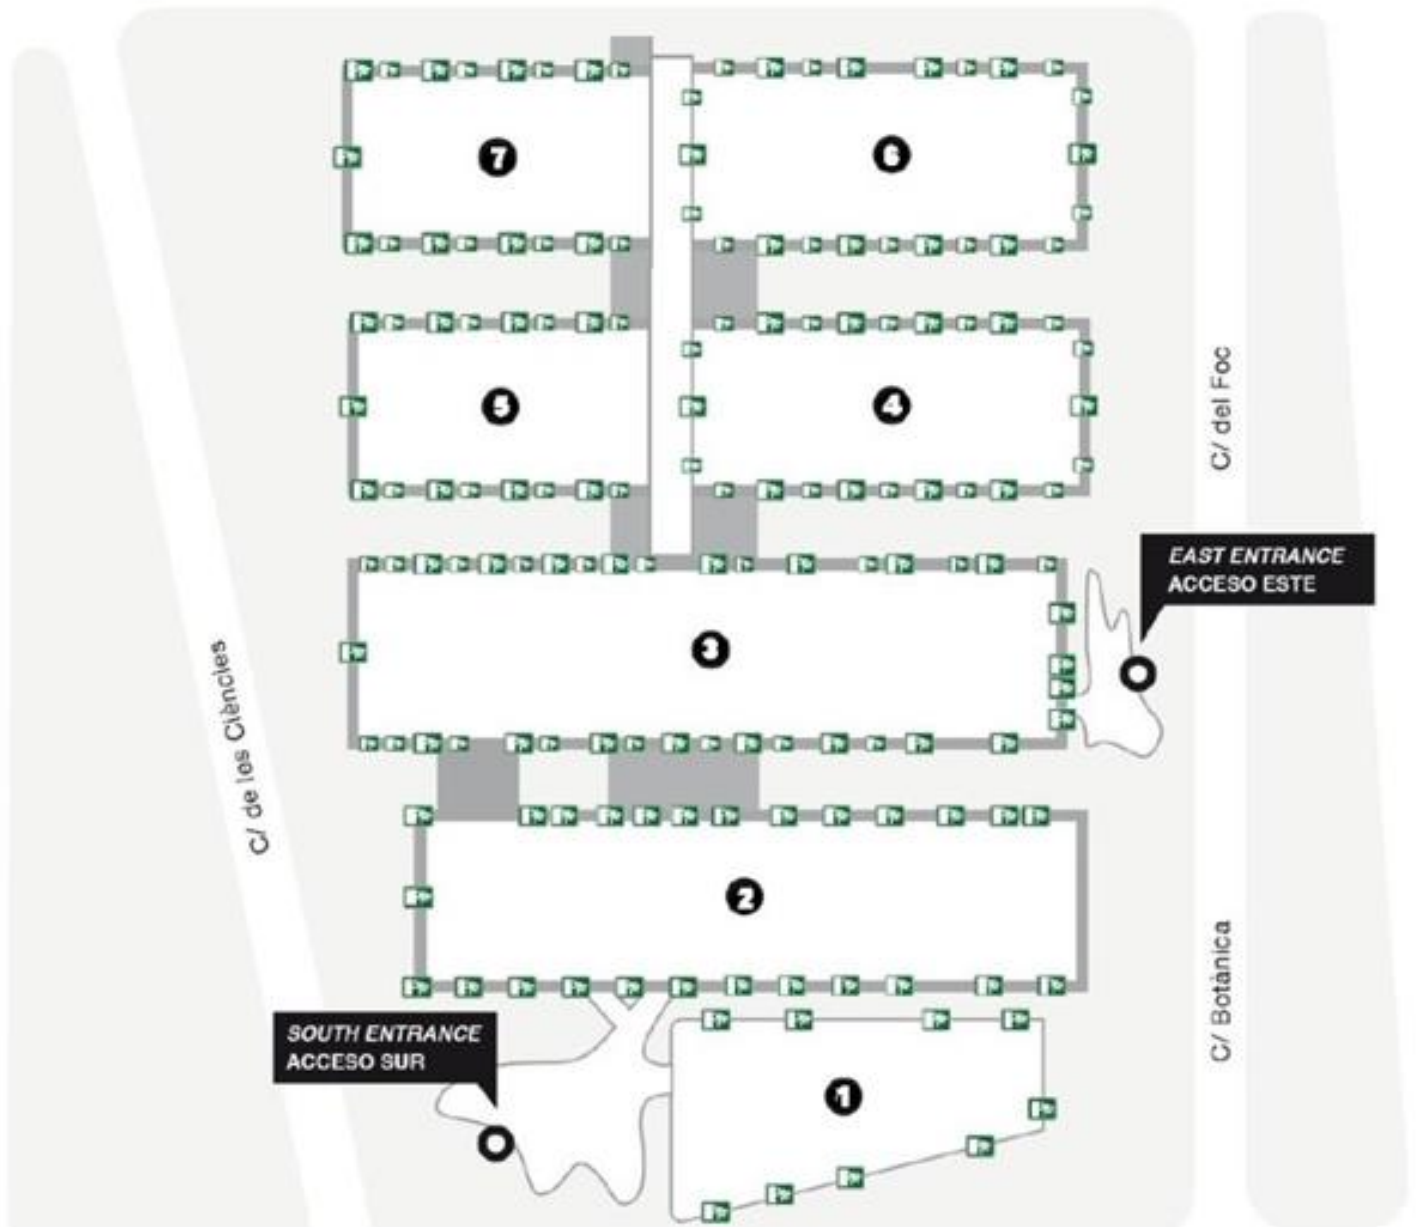 7
6
5
4
C/ del Foc
EAST ENTRANCE
ACCESO ESTE
3
C/ de les Ciències
2
C/ Botànica
SOUTH ENTRANCE
ACCESO SUR
1